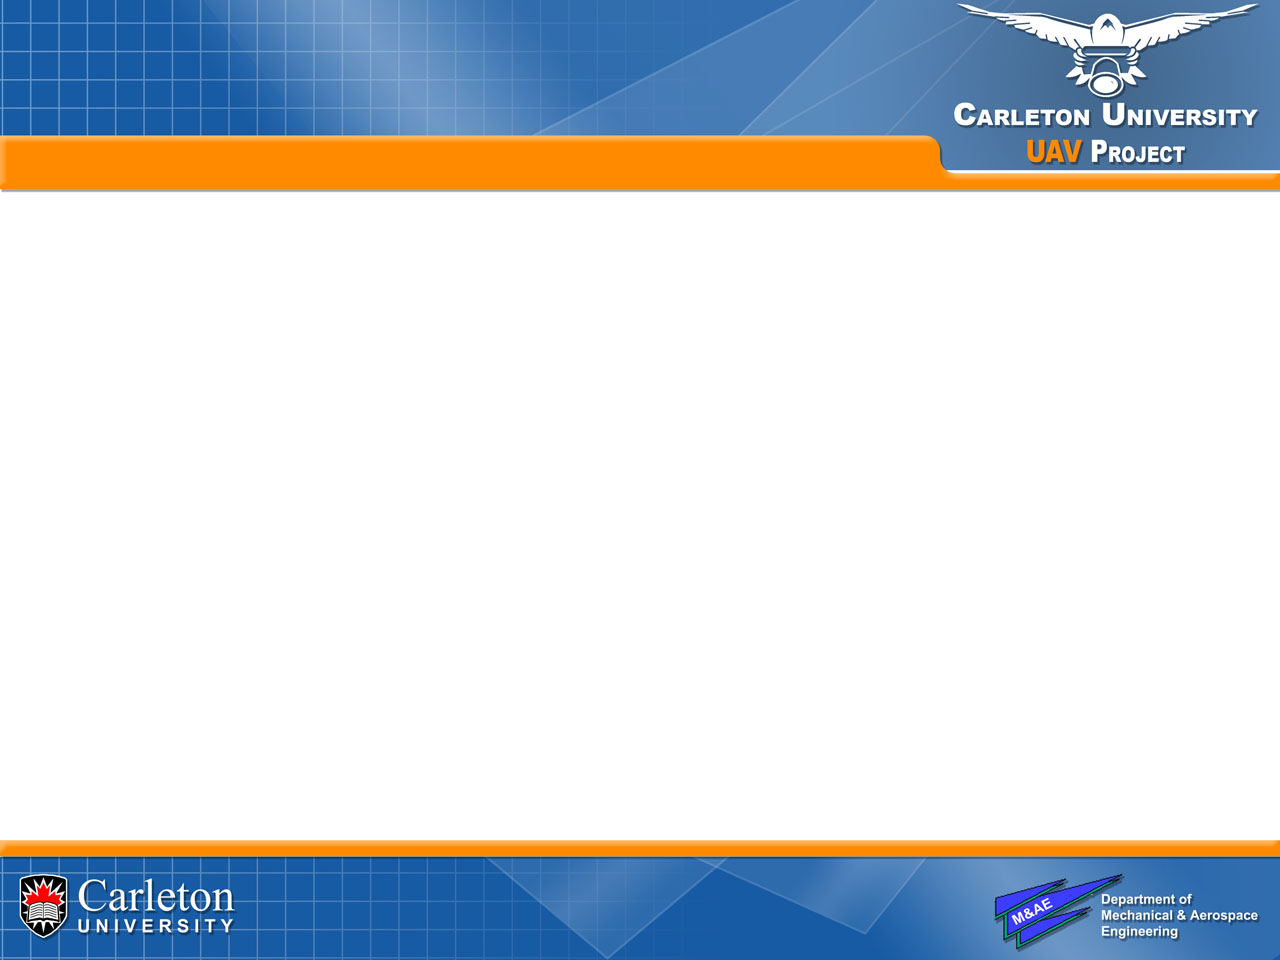 CARLETON UNIVERSITY
UAV PROJECT
Carleton
UNIVERSITY
M&AE
Department of
Mechanical & Aerospace
Engineering